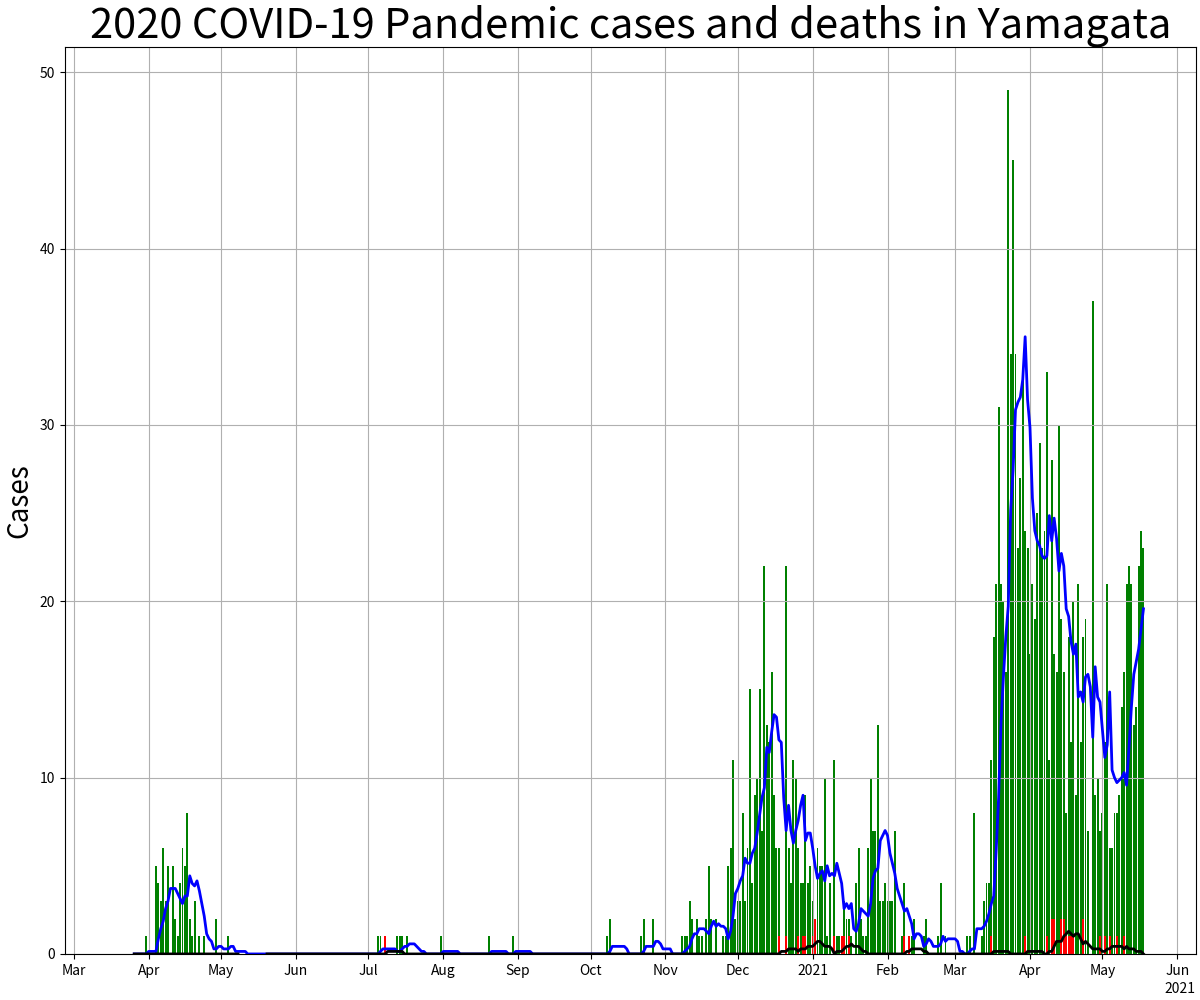 2020 COVID-19 Pandemic cases and deaths in Yamagata
50
40
30
20
10
0
Cases
Mar Apr May Jun Jul Aug Sep Oct Nov Dec 2021 Feb Mar Apr May Jun
2021